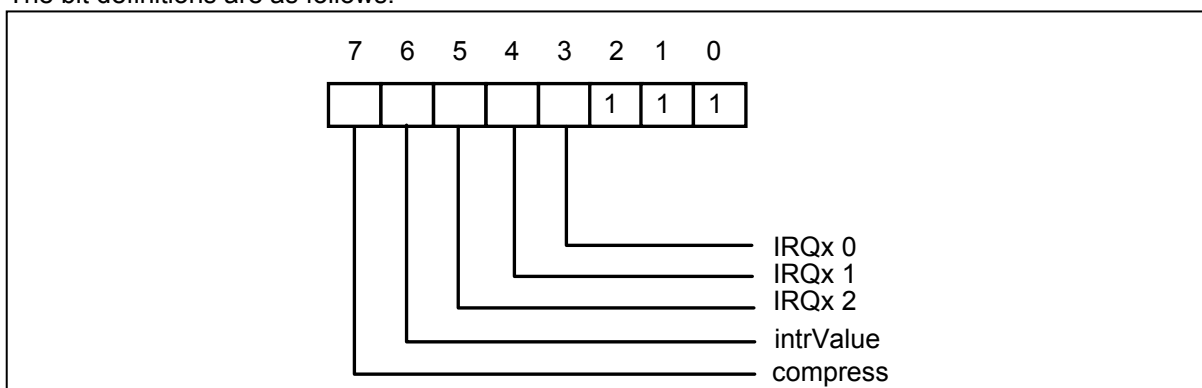 The bit definitions are as follows:
7 6 5 4 3 2 1 0
1 1 1
IRQx 0
IRQx 1
IRQx 2
intrValue
compress